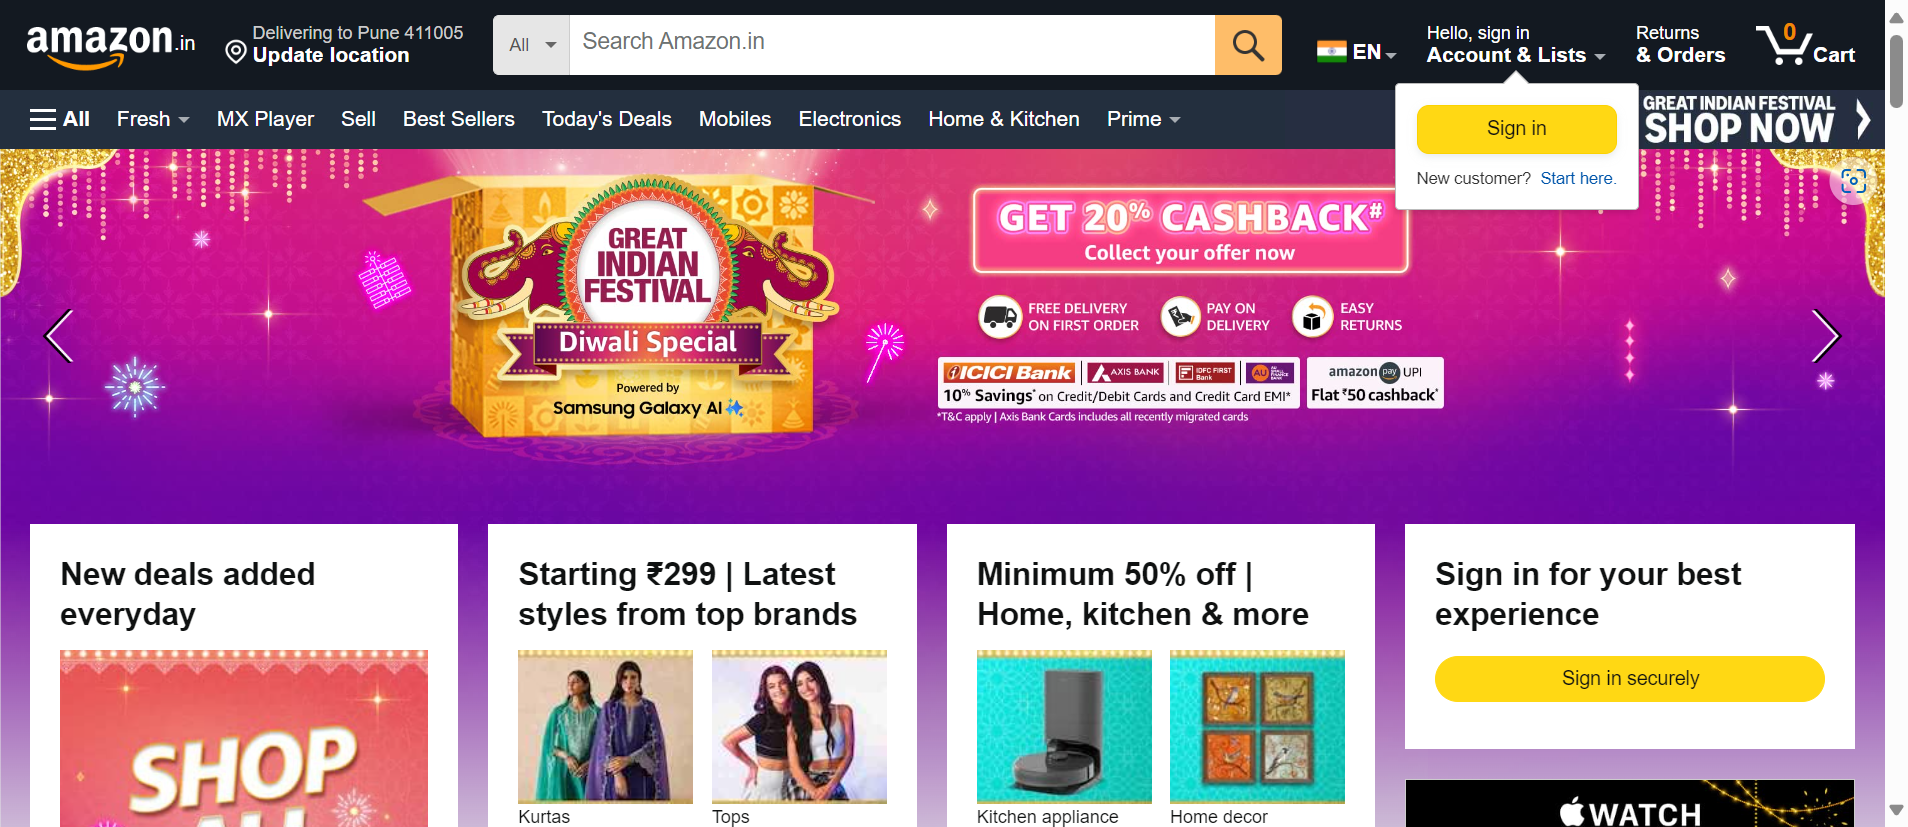 amazon.in
Delivering to Pune 411005
Update location
All
Search Amazon.in
EN
Hello, sign in
Account & Lists
Returns
& Orders
0
Cart
All
Fresh
MX Player
Sell
Best Sellers
Today's Deals
Mobiles
Electronics
Home & Kitchen
Prime
GREAT INDIAN FESTIVAL
SHOP NOW
Sign in
New customer? Start here.
GREAT
INDIAN
FESTIVAL
Diwali Special
Powered by
Samsung Galaxy AI
GET 20% CASHBACK#
Collect your offer now
FREE DELIVERY
ON FIRST ORDER
PAY ON
DELIVERY
EASY
RETURNS
ICICI Bank
AXIS BANK
IDFC FIRST
Bank
AU
10% Savings* on Credit/Debit Cards and Credit Card EMI*
amazon pay UPI
Flat ₹50 cashback*
*T&C apply | Axis Bank Cards includes all recently migrated cards
New deals added
everyday
SHOP
ALL
Starting ₹299 | Latest
styles from top brands
Kurtas
Tops
Minimum 50% off |
Home, kitchen & more
Kitchen appliance
Home decor
Sign in for your best
experience
Sign in securely
WATCH